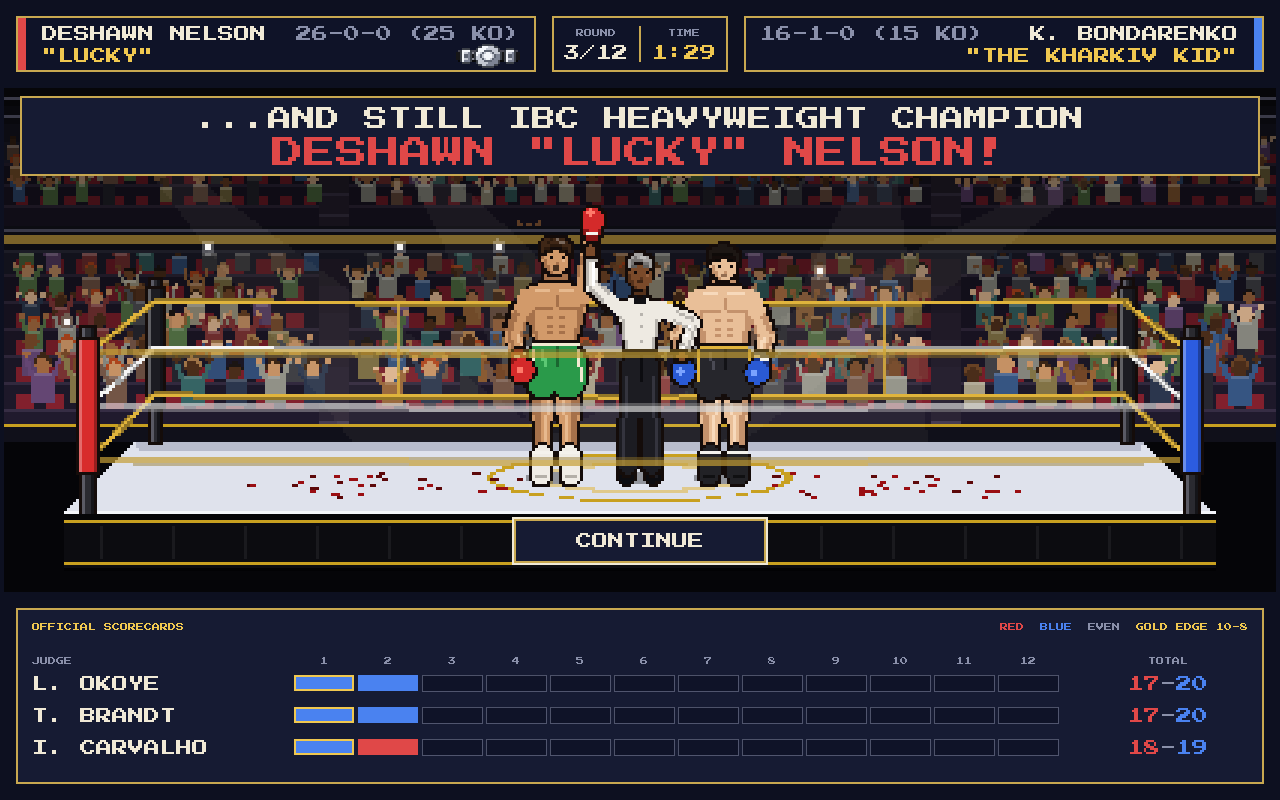 DESHAWN NELSON 26-0-0 (25 KO)
"LUCKY"
ROUND TIME
3/12 1:29
16-1-0 (15 KO) K. BONDARENKO
"THE KHARKIV KID"
...AND STILL IBC HEAVYWEIGHT CHAMPION
DESHAWN "LUCKY" NELSON!
CONTINUE
OFFICIAL SCORECARDS RED BLUE EVEN GOLD EDGE 10-8
JUDGE 1 2 3 4 5 6 7 8 9 10 11 12 TOTAL
L. OKOYE 17-20
T. BRANDT 17-20
I. CARVALHO 18-19